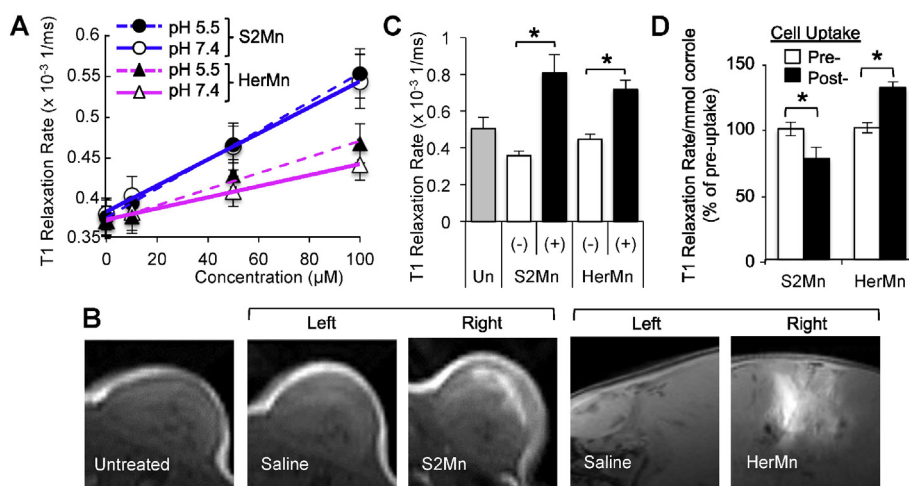 A
pH 5.5
pH 7.4
S2Mn
pH 5.5
pH 7.4
HerMn
T1 Relaxation Rate (x 10-3 1/ms)
0.6
0.55
0.45
0.4
0.35
0 20 40 60 80 100
Concentration (µM)
C
T1 Relaxation Rate (x 10-3 1/ms)
1
0.8
0.6
0.4
0.2
0
*
*
(-) (+) (-) (+)
Un S2Mn HerMn
D
Cell Uptake
Pre-
Post-
T1 Relaxation Rate/mmol corrole
(% of pre-uptake)
150
100
50
0
*
*
S2Mn HerMn
B
Left Right Left Right
Untreated Saline S2Mn Saline HerMn